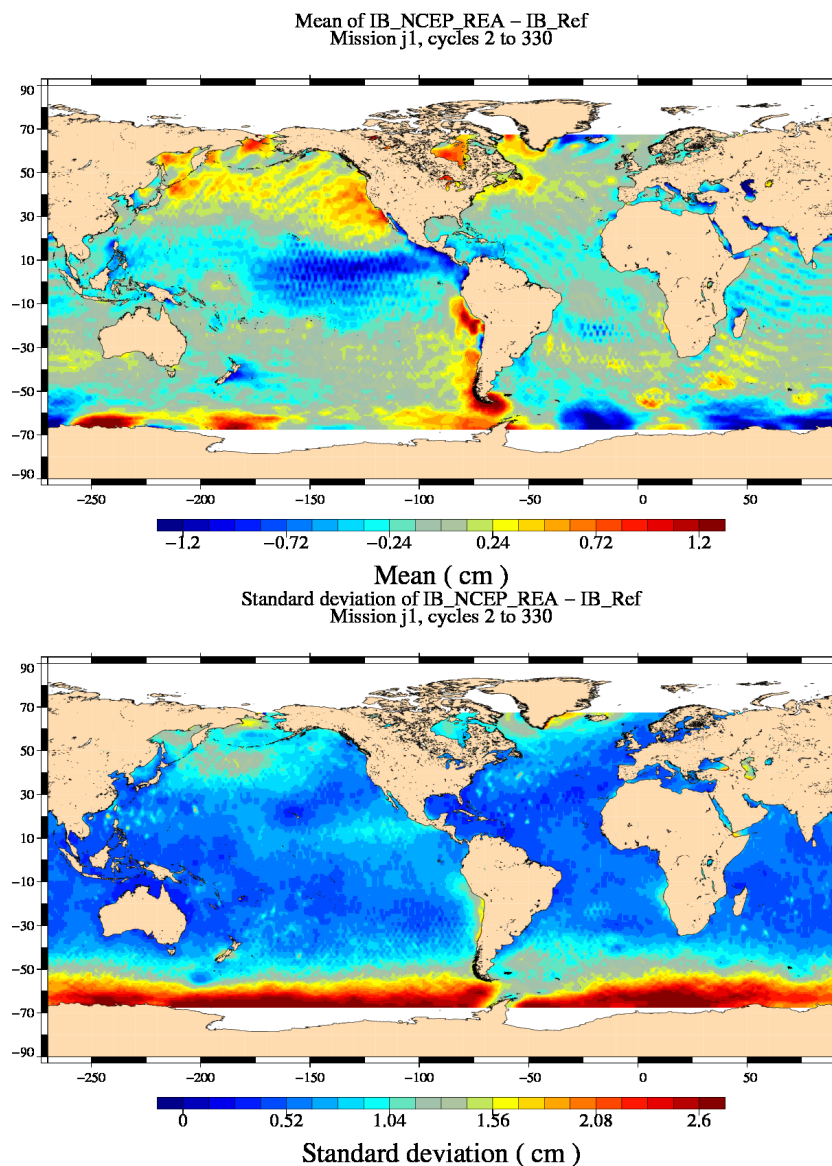 Mean of IB_NCEP_REA − IB_Ref
Mission j1, cycles 2 to 330
90
70
50
30
10
−10
−30
−50
−70
−90
−250 −200 −150 −100 −50 0 50
−1.2 −0.72 −0.24 0.24 0.72 1.2
Mean ( cm )
Standard deviation of IB_NCEP_REA − IB_Ref
Mission j1, cycles 2 to 330
90
70
50
30
10
−10
−30
−50
−70
−90
−250 −200 −150 −100 −50 0 50
0 0.52 1.04 1.56 2.08 2.6
Standard deviation ( cm )